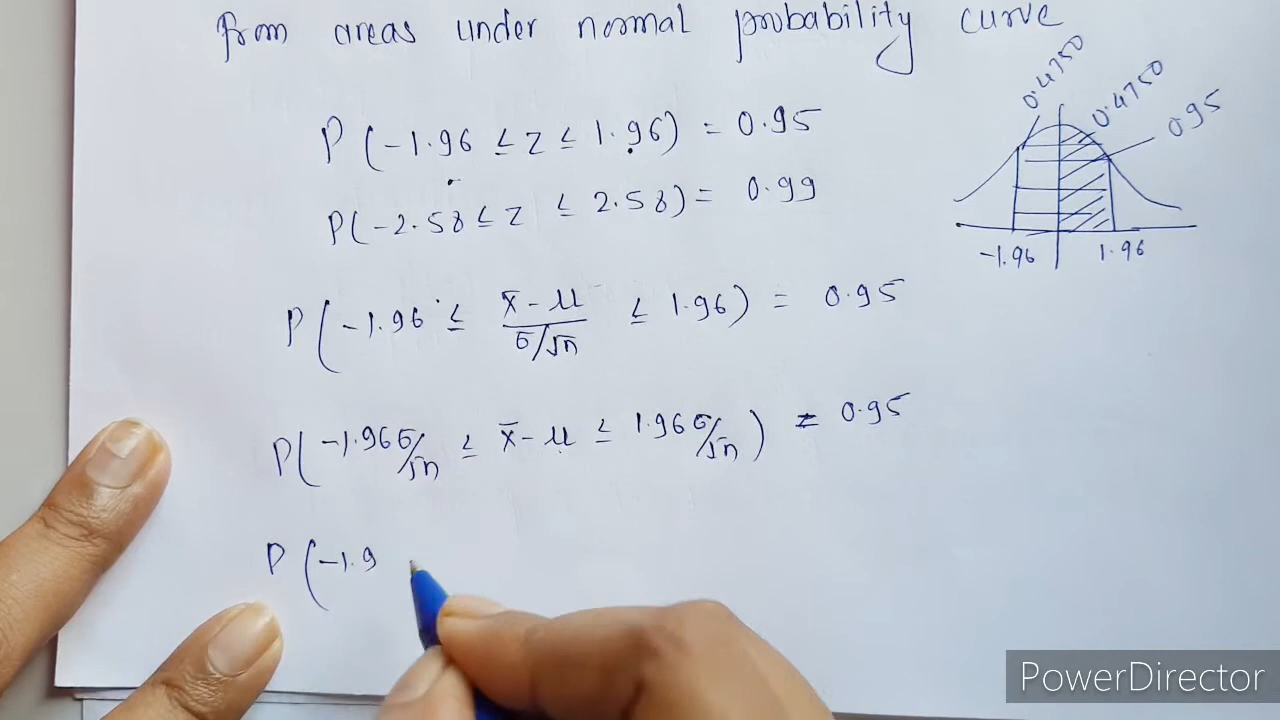 from areas under normal probability curve
P(-1.96 ≤ z ≤ 1.96) = 0.95
P(-2.58 ≤ z ≤ 2.58) = 0.99
P(-1.96 ≤ x̄-μ/σ/√n ≤ 1.96) = 0.95
P(-1.96σ/√n ≤ x̄-μ ≤ 1.96σ/√n) = 0.95
P(-1.9
0.4750
0.4750
0.95
-1.96
1.96
PowerDirector